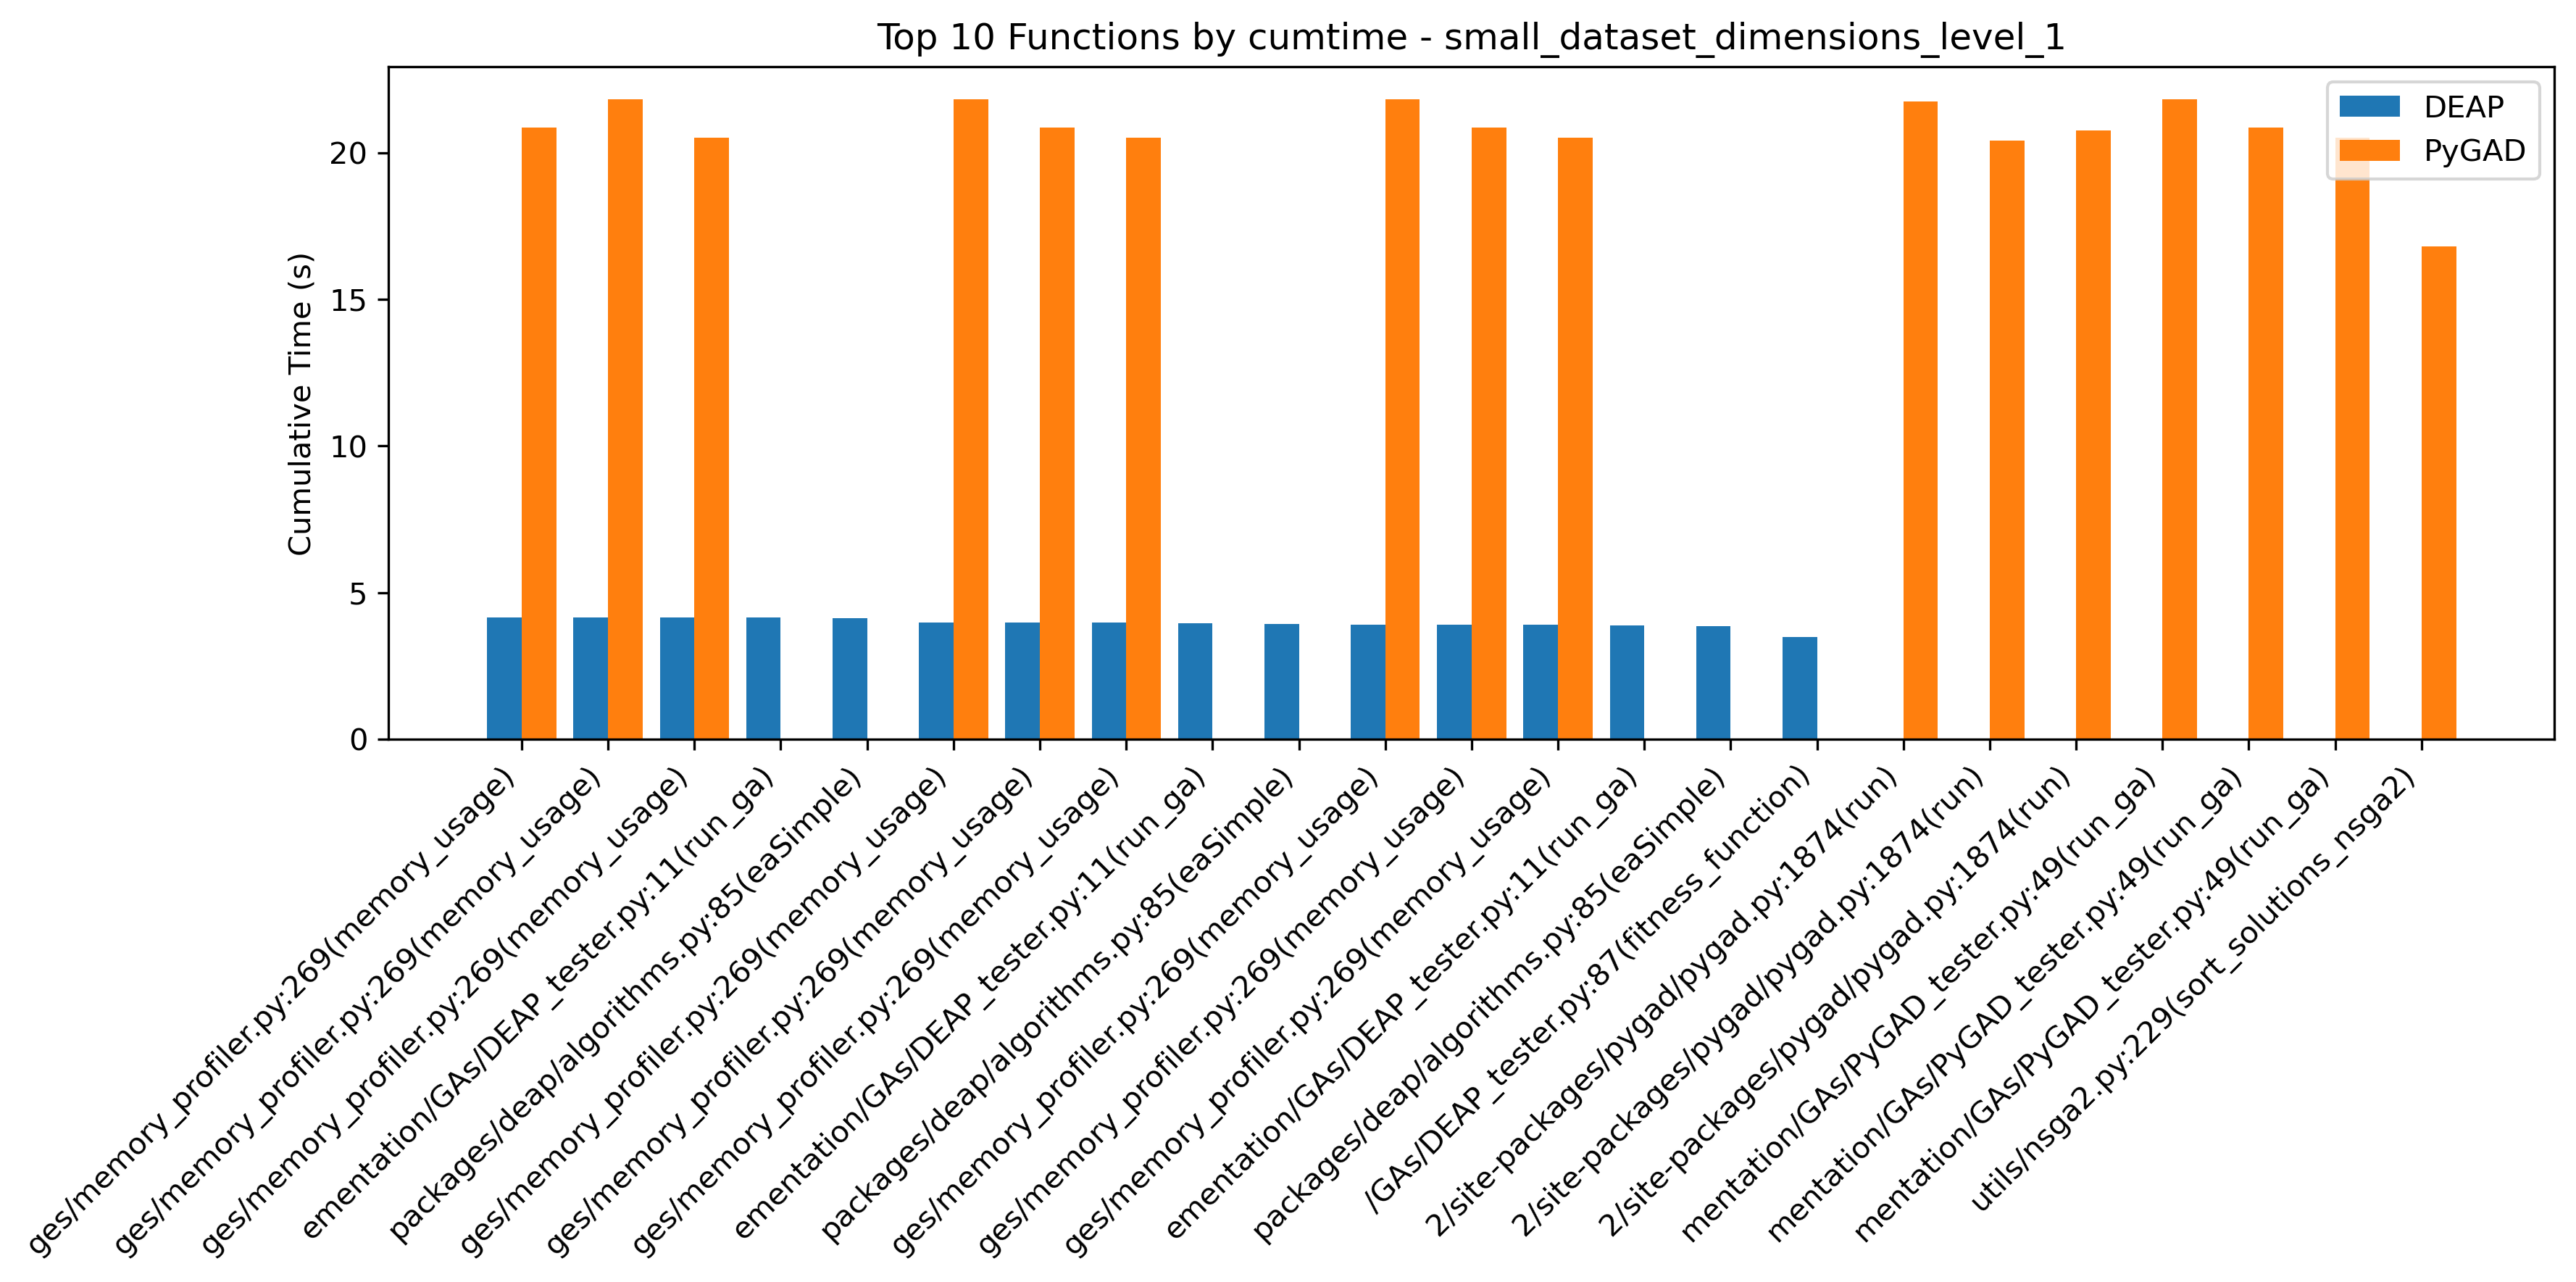 Top 10 Functions by cumtime - small_dataset_dimensions_level_1
DEAP
PyGAD
Cumulative Time (s)
20
15
10
5
0
ges/memory_profiler.py:269(memory_usage)
ges/memory_profiler.py:269(memory_usage)
ges/memory_profiler.py:269(memory_usage)
ementation/GAs/DEAP_tester.py:11(run_ga)
packages/deap/algorithms.py:85(eaSimple)
ges/memory_profiler.py:269(memory_usage)
ges/memory_profiler.py:269(memory_usage)
ges/memory_profiler.py:269(memory_usage)
ementation/GAs/DEAP_tester.py:11(run_ga)
packages/deap/algorithms.py:85(eaSimple)
ges/memory_profiler.py:269(memory_usage)
ges/memory_profiler.py:269(memory_usage)
ges/memory_profiler.py:269(memory_usage)
ementation/GAs/DEAP_tester.py:11(run_ga)
packages/deap/algorithms.py:85(eaSimple)
/GAs/DEAP_tester.py:87(fitness_function)
2/site-packages/pygad/pygad.py:1874(run)
2/site-packages/pygad/pygad.py:1874(run)
2/site-packages/pygad/pygad.py:1874(run)
mentation/GAs/PyGAD_tester.py:49(run_ga)
mentation/GAs/PyGAD_tester.py:49(run_ga)
mentation/GAs/PyGAD_tester.py:49(run_ga)
utils/nsga2.py:229(sort_solutions_nsga2)